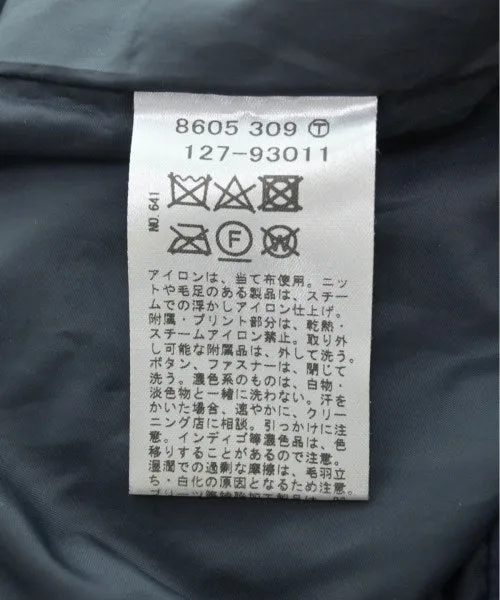 8605 309 Ⓣ
127-93011
NO.641
F
W
アイロンは、当て布使用。ニッ
トや毛足のある製品は、スチー
ムでの浮かしアイロン仕上げ。
附属・プリント部分は、乾熱・
スチームアイロン禁止。取り外
し可能な附属品は、外して洗う。
ボタン、ファスナーは、閉じて
洗う。濃色系のものは、白物・
淡色物と一緒に洗わない。汗を
かいた場合、速やかに、クリー
ニング店に相談。引っかけに注
意。インディゴ等濃色品は、色
移りすることがあるので注意。
湿潤での過剰な摩擦は、毛羽立
ち・白化の原因となるため注意。